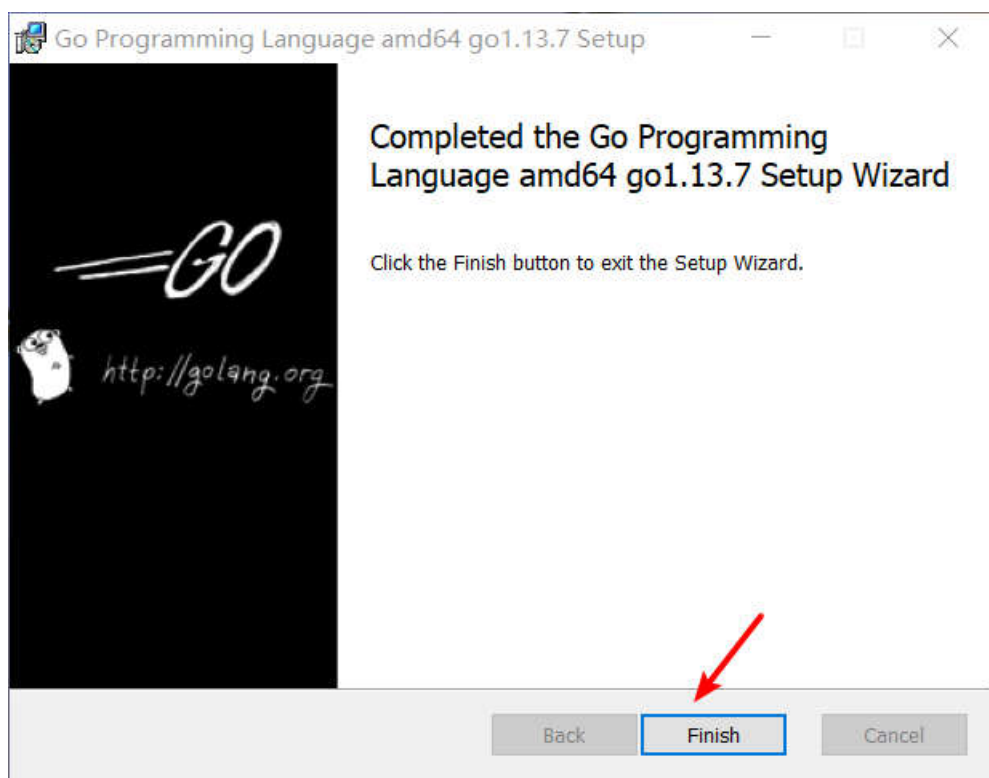 Go Programming Language amd64 go1.13.7 Setup
Completed the Go Programming
Language amd64 go1.13.7 Setup Wizard
GO
Click the Finish button to exit the Setup Wizard.
http://golang.org
Back
Finish
Cancel